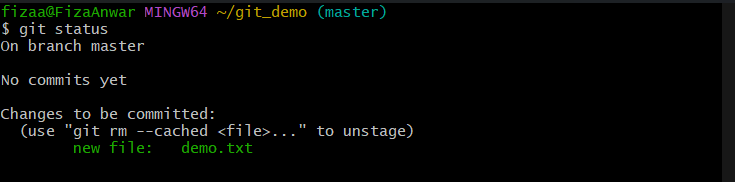 fizaa@FizaAnwar MINGW64 ~/git_demo (master)
$ git status
On branch master
No commits yet
Changes to be committed:
(use "git rm --cached <file>..." to unstage)
new file: demo.txt